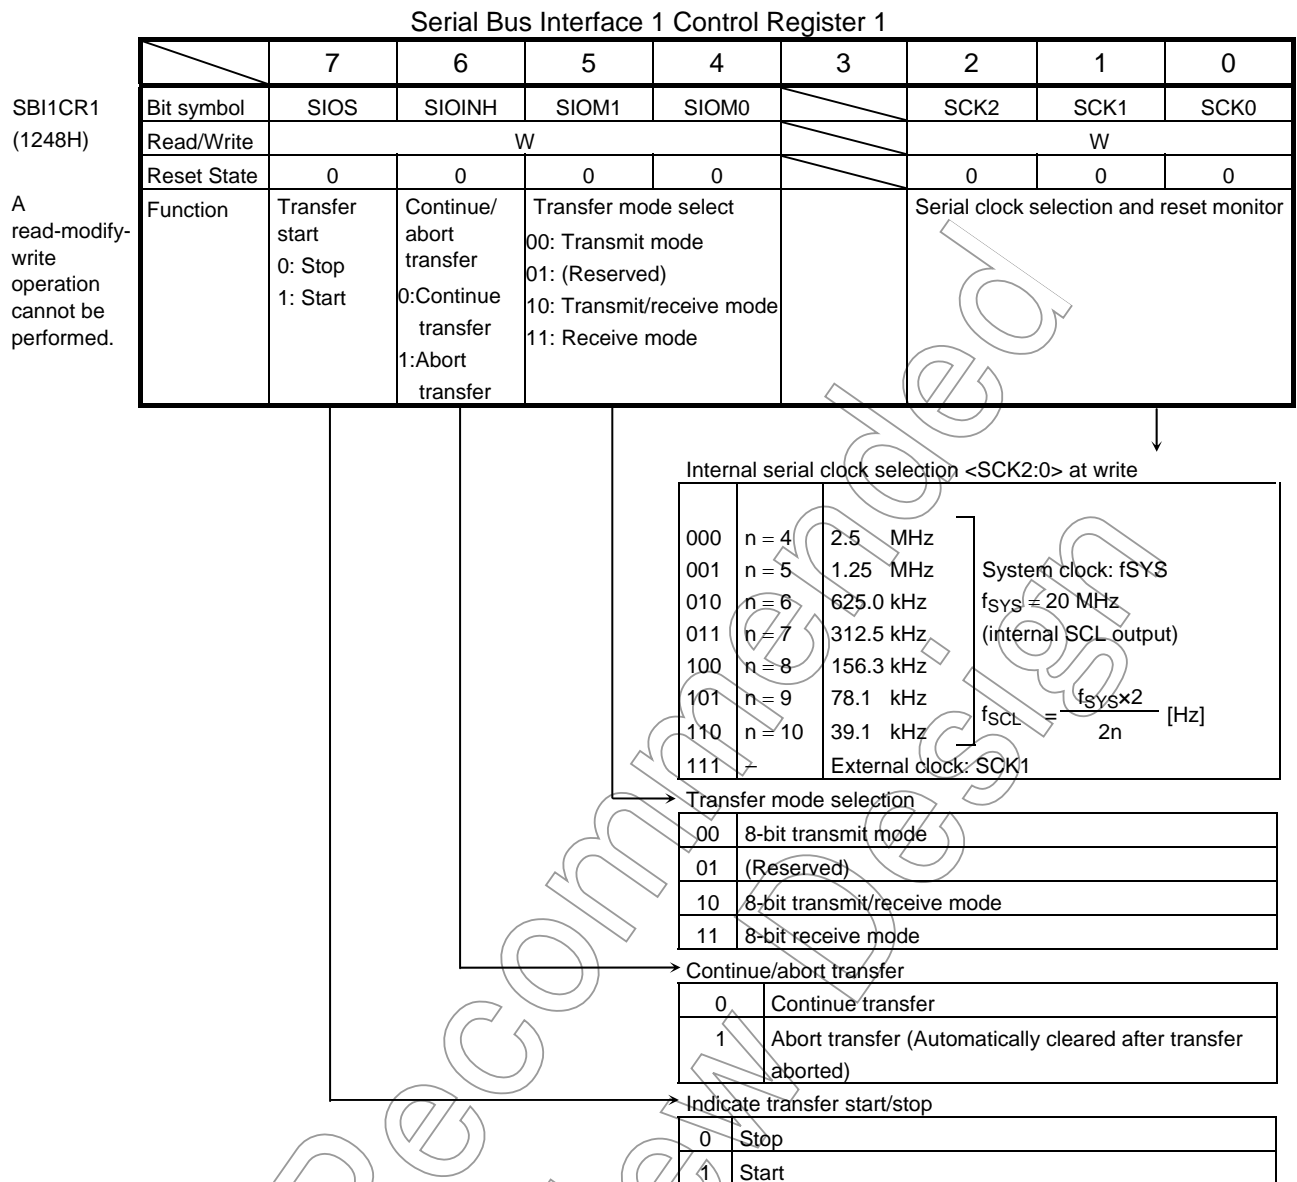 Serial Bus Interface 1 Control Register 1
7 6 5 4 3 2 1 0
SBI1CR1
(1248H)
A
read-modify-
write
operation
cannot be
performed.
Bit symbol SIOS SIOINH SIOM1 SIOM0 SCK2 SCK1 SCK0
Read/Write W W
Reset State 0 0 0 0 0 0 0
Function
Transfer
start
0: Stop
1: Start
Continue/
abort
transfer
0:Continue
transfer
1:Abort
transfer
Transfer mode select
00: Transmit mode
01: (Reserved)
10: Transmit/receive mode
11: Receive mode
Serial clock selection and reset monitor
Internal serial clock selection <SCK2:0> at write
000 n = 4 2.5 MHz
001 n = 5 1.25 MHz
010 n = 6 625.0 kHz
011 n = 7 312.5 kHz
100 n = 8 156.3 kHz
101 n = 9 78.1 kHz
110 n = 10 39.1 kHz
111 – External clock: SCK1
System clock: fSYS
fSYS = 20 MHz
(internal SCL output)
fSCL = fSYS×2 / 2n [Hz]
Transfer mode selection
00 8-bit transmit mode
01 (Reserved)
10 8-bit transmit/receive mode
11 8-bit receive mode
Continue/abort transfer
0 Continue transfer
1 Abort transfer (Automatically cleared after transfer
aborted)
Indicate transfer start/stop
0 Stop
1 Start
Recommended
New Design